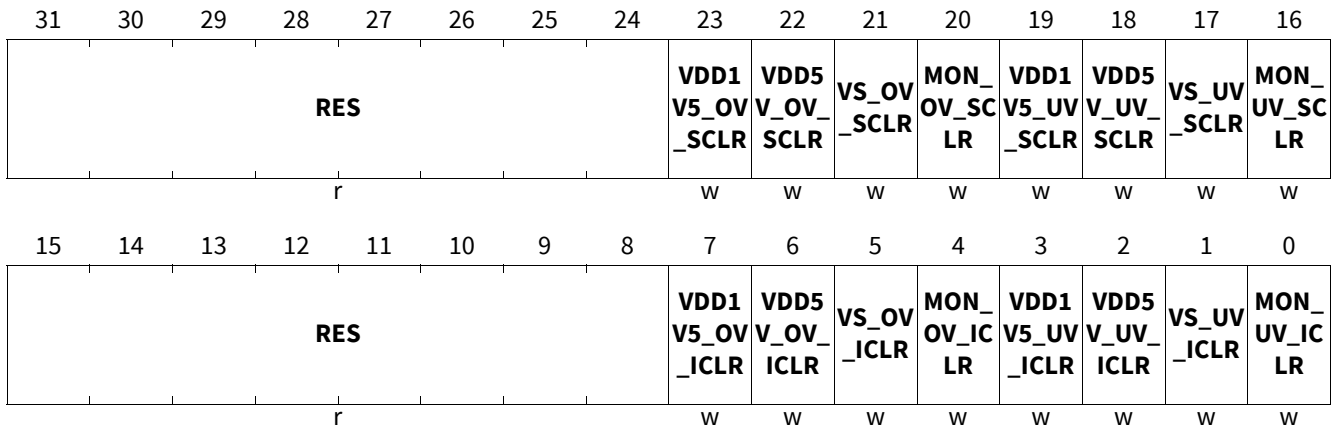 31 30 29 28 27 26 25 24 23 22 21 20 19 18 17 16
RES
VDD1
V5_OV
_SCLR
VDD5
V_OV_
SCLR
VS_OV
_SCLR
MON_
OV_SC
LR
VDD1
V5_UV
_SCLR
VDD5
V_UV_
SCLR
VS_UV
_SCLR
MON_
UV_SC
LR
r w w w w w w w w
15 14 13 12 11 10 9 8 7 6 5 4 3 2 1 0
RES
VDD1
V5_OV
_ICLR
VDD5
V_OV_
ICLR
VS_OV
_ICLR
MON_
OV_IC
LR
VDD1
V5_UV
_ICLR
VDD5
V_UV_
ICLR
VS_UV
_ICLR
MON_
UV_IC
LR
r w w w w w w w w